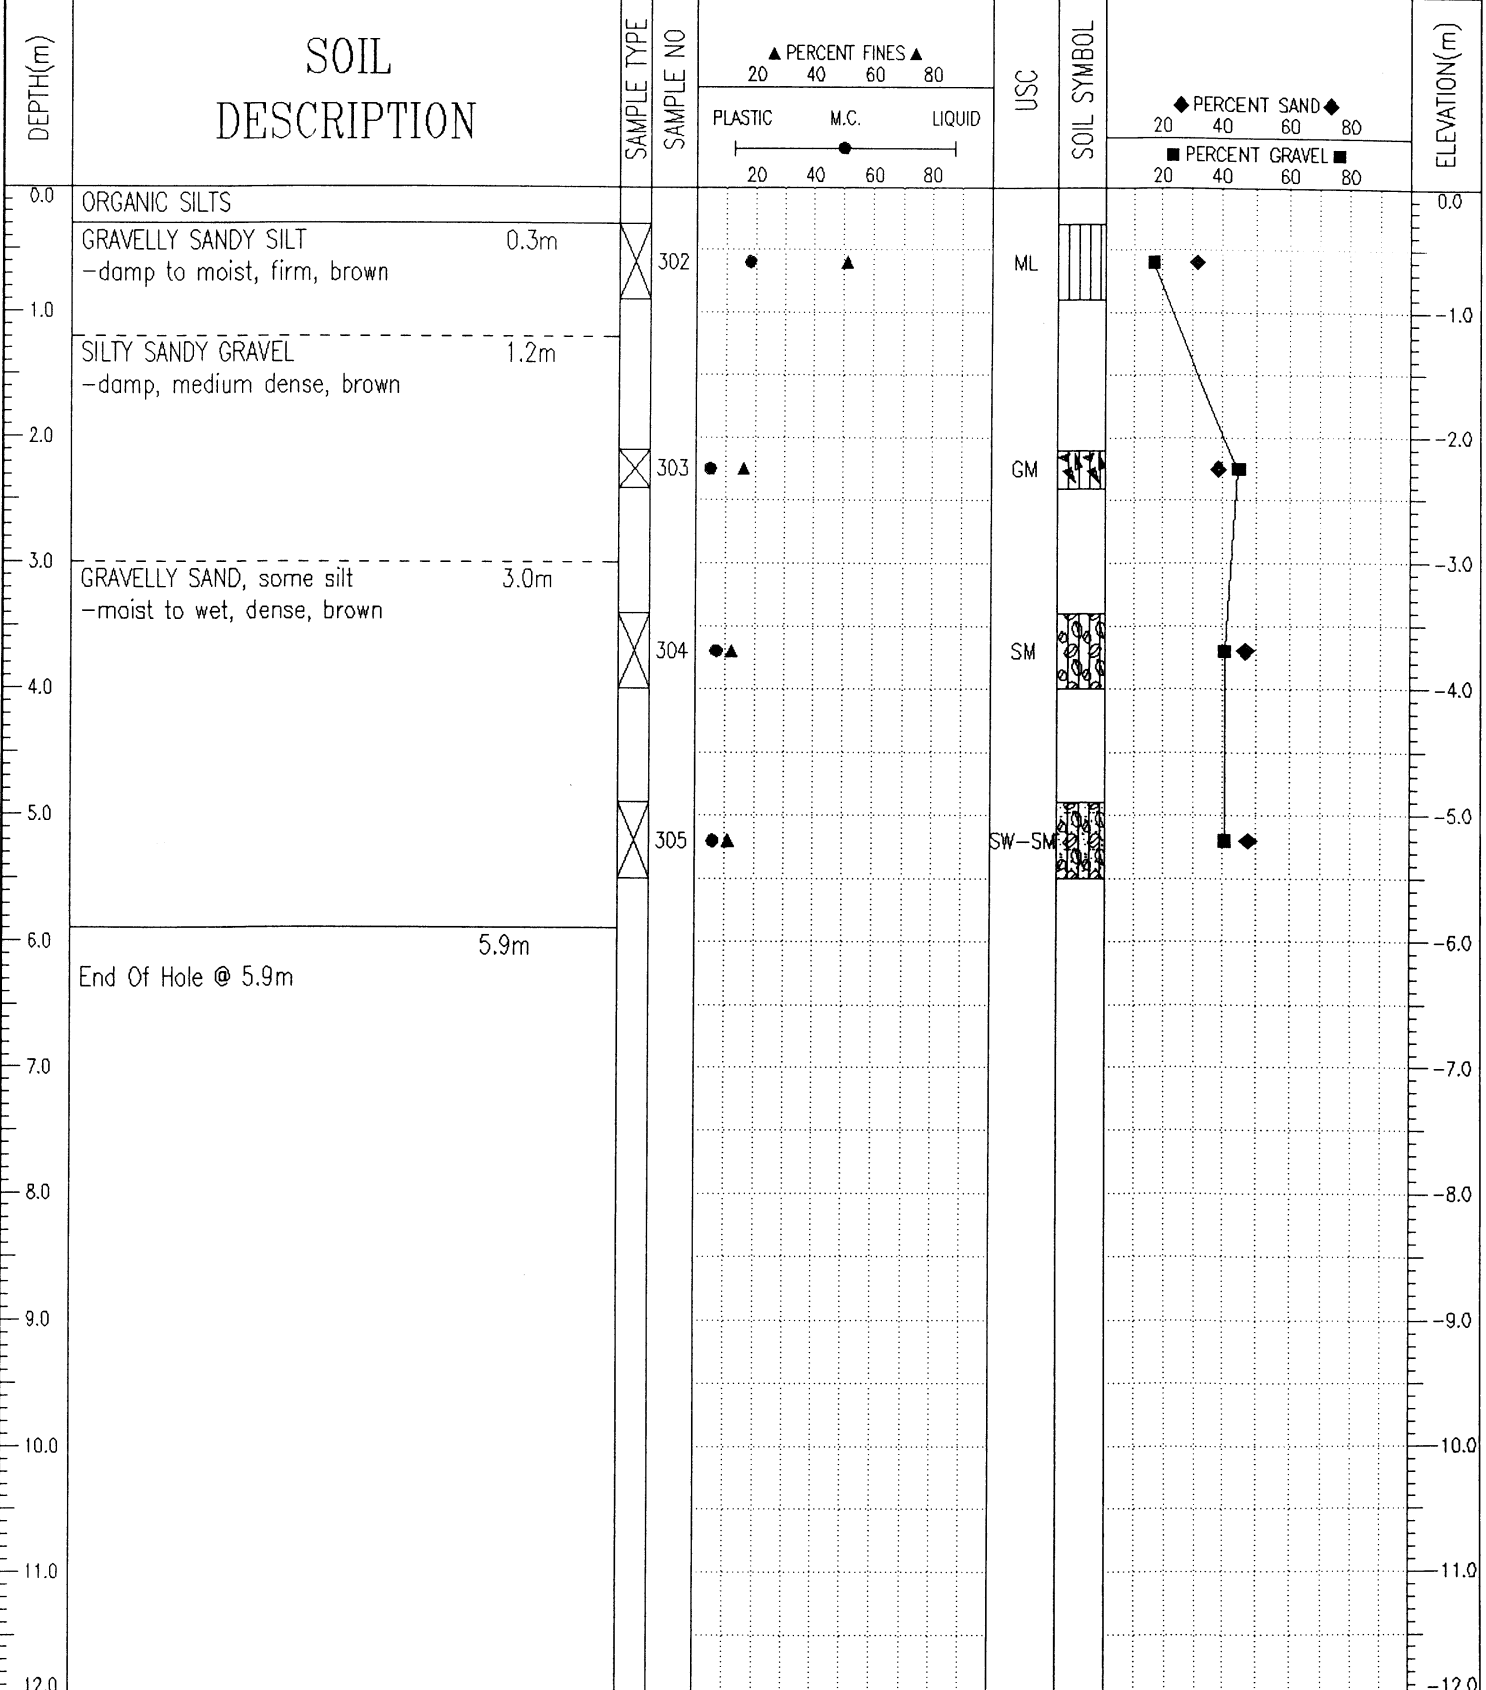 DEPTH(m)
SOIL
DESCRIPTION
SAMPLE TYPE
SAMPLE NO
▲ PERCENT FINES ▲
20 40 60 80
PLASTIC M.C. LIQUID
20 40 60 80
USC
SOIL SYMBOL
◆ PERCENT SAND ◆
20 40 60 80
■ PERCENT GRAVEL ■
20 40 60 80
ELEVATION(m)
0.0 ORGANIC SILTS 0.0
GRAVELLY SANDY SILT 0.3m
-damp to moist, firm, brown
302 ML
1.0 -1.0
SILTY SANDY GRAVEL 1.2m
-damp, medium dense, brown
2.0 -2.0
303 GM
3.0 -3.0
GRAVELLY SAND, some silt 3.0m
-moist to wet, dense, brown
304 SM
4.0 -4.0
5.0 -5.0
305 SW-SM
6.0 5.9m -6.0
End Of Hole @ 5.9m
7.0 -7.0
8.0 -8.0
9.0 -9.0
10.0 -10.0
11.0 -11.0
12.0 -12.0